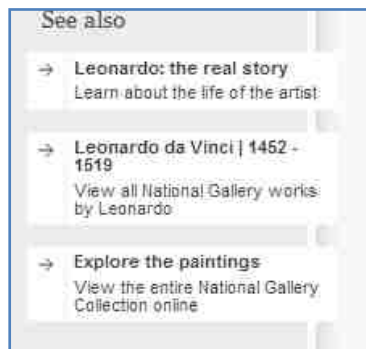 See also
→ Leonardo: the real story
Learn about the life of the artist
→ Leonardo da Vinci | 1452 -
1519
View all National Gallery works
by Leonardo
→ Explore the paintings
View the entire National Gallery
Collection online